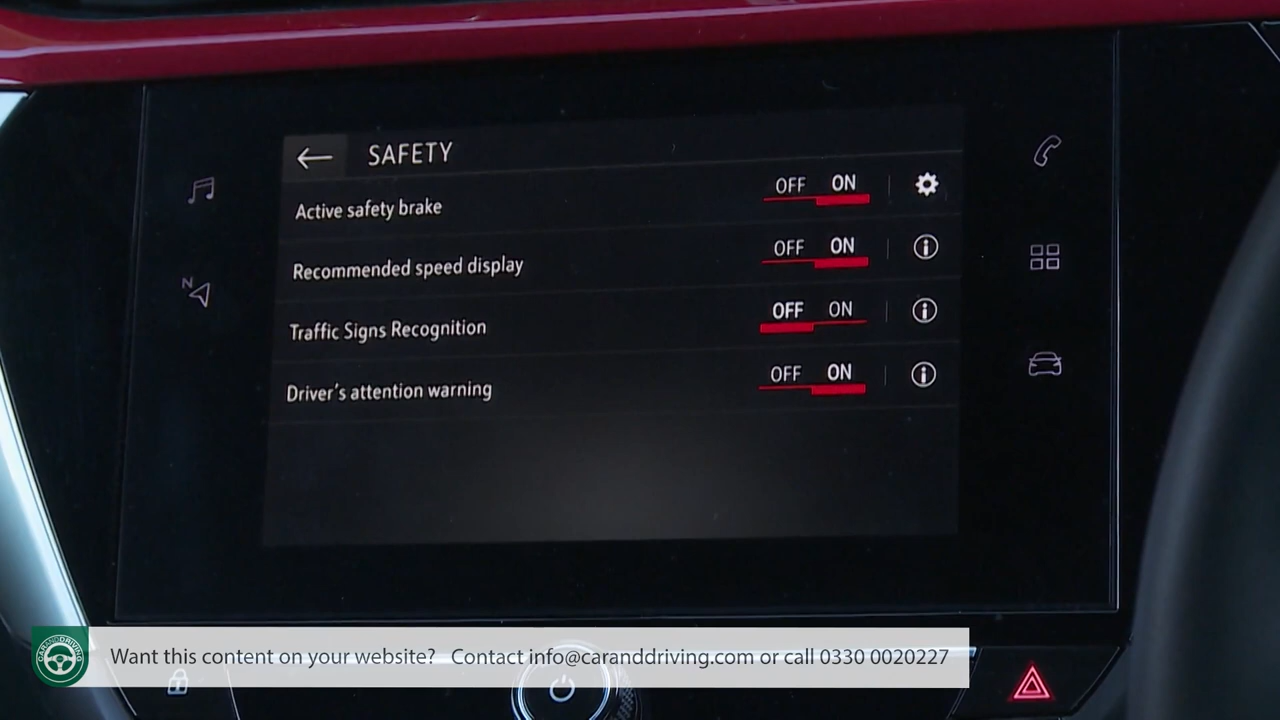 SAFETY
Active safety brake OFF ON
Recommended speed display OFF ON
Traffic Signs Recognition OFF ON
Driver's attention warning OFF ON
N
CARANDDRIVING
Want this content on your website? Contact info@caranddriving.com or call 0330 0020227